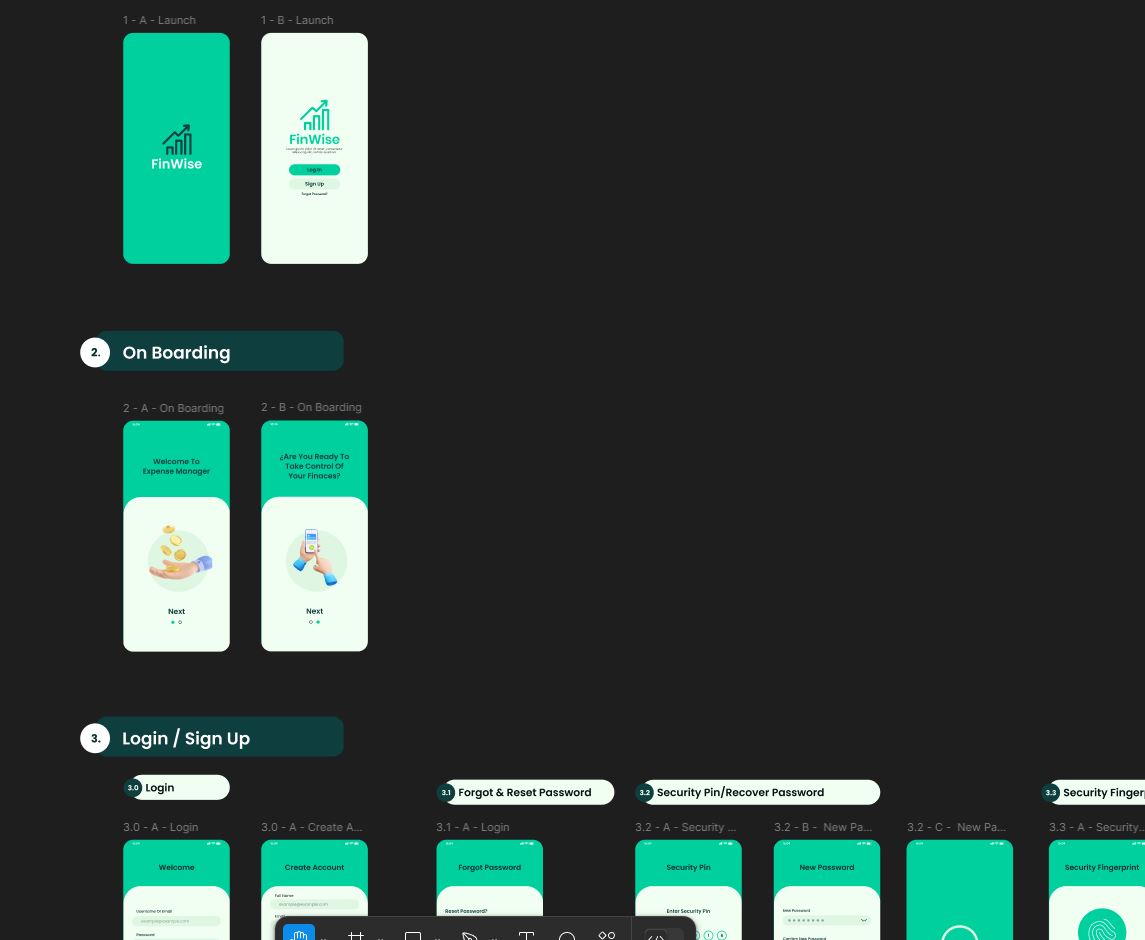 1 - A - Launch
1 - B - Launch
FinWise
FinWise
Log In
Sign Up
Forgot Password?
2.
On Boarding
2 - A - On Boarding
2 - B - On Boarding
Welcome To
Expense Manager
¿Are You Ready To
Take Control Of
Your Finaces?
Next
Next
3.
Login / Sign Up
3.0
Login
3.1
Forgot & Reset Password
3.2
Security Pin/Recover Password
3.3
Security Finger
3.0 - A - Login
3.0 - A - Create A...
3.1 - A - Login
3.2 - A - Security ...
3.2 - B - New Pa...
3.2 - C - New Pa...
3.3 - A - Security...
Welcome
Create Account
Forgot Password
Security Pin
New Password
Security Fingerprint
Full Name
example@example.com
Username Or Email
example@example.com
Password
Email
Reset Password?
Enter Security Pin
New Password
Confirm New Password